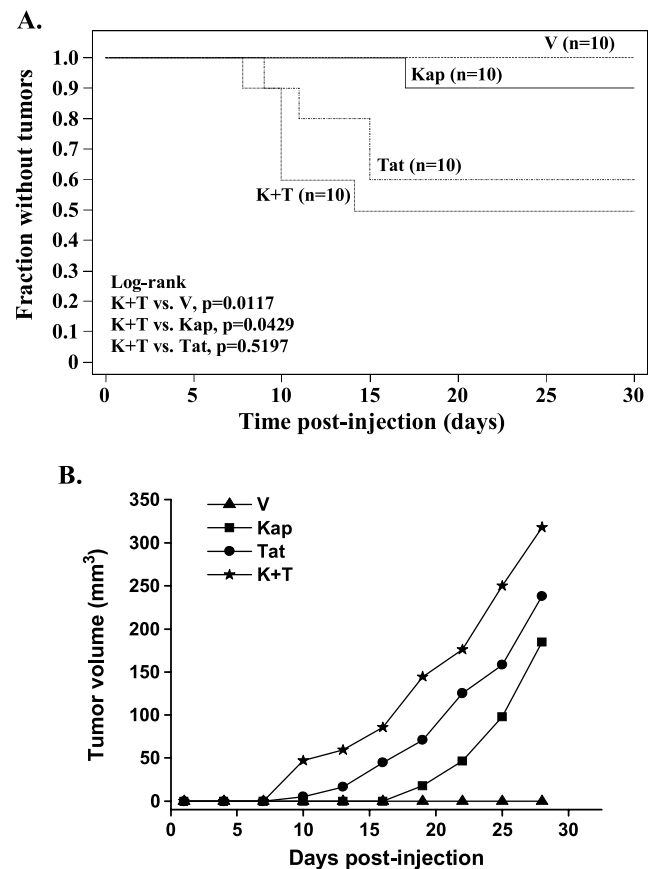 A.
Fraction without tumors
1.0
0.9
0.8
0.7
0.6
0.5
0.4
0.3
0.2
0.1
0
V (n=10)
Kap (n=10)
Tat (n=10)
K+T (n=10)
Log-rank
K+T vs. V, p=0.0117
K+T vs. Kap, p=0.0429
K+T vs. Tat, p=0.5197
0 5 10 15 20 25 30
Time post-injection (days)
B.
Tumor volume (mm³)
350
300
250
200
150
100
50
0
V
Kap
Tat
K+T
0 5 10 15 20 25 30
Days post-injection